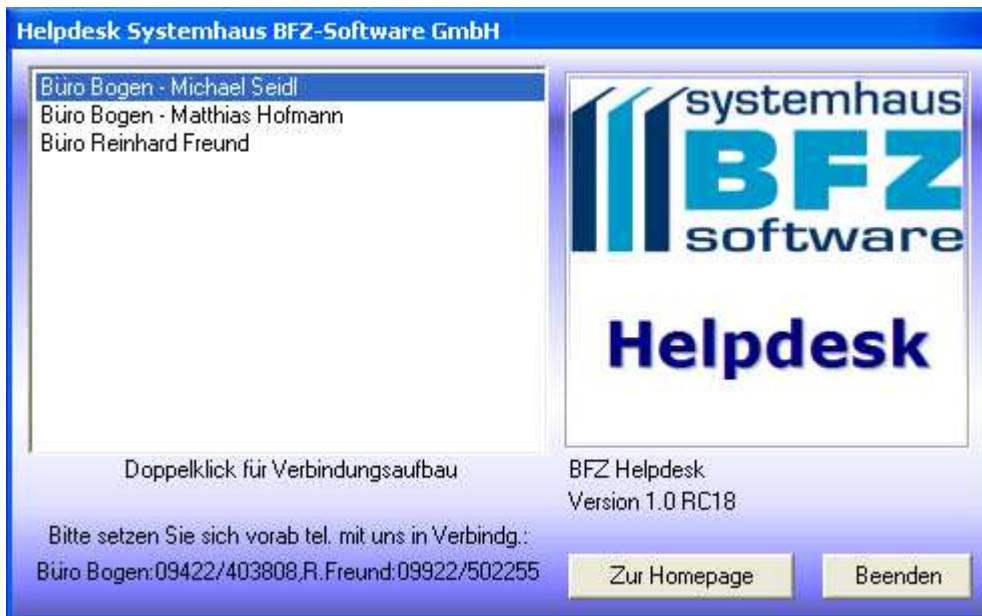 Helpdesk Systemhaus BFZ-Software GmbH
Büro Bogen - Michael Seidl
Büro Bogen - Matthias Hofmann
Büro Reinhard Freund
systemhaus
BFZ
software
Helpdesk
Doppelklick für Verbindungsaufbau
BFZ Helpdesk
Version 1.0 RC18
Bitte setzen Sie sich vorab tel. mit uns in Verbindg.:
Büro Bogen:09422/403808,R.Freund:09922/502255
Zur Homepage
Beenden